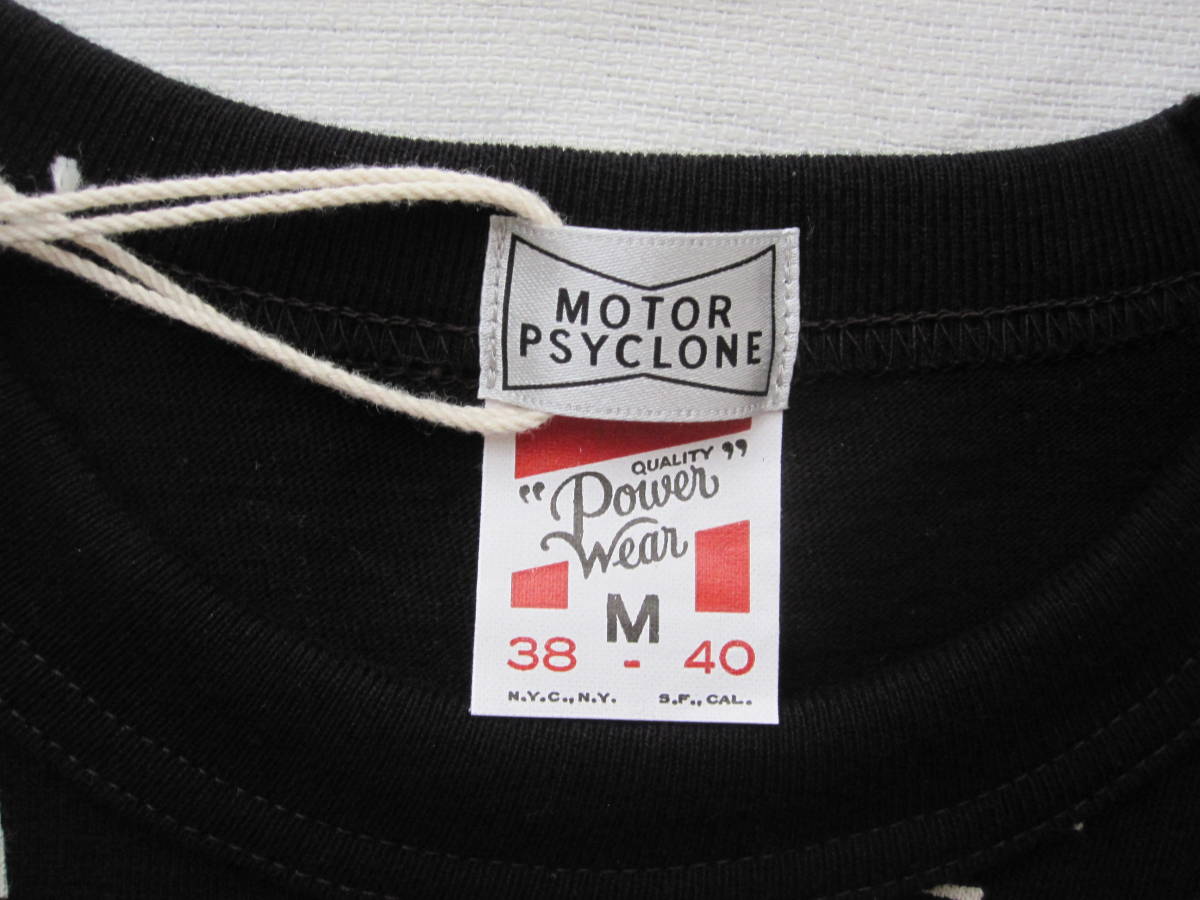 MOTOR
PSYCLONE
QUALITY "
" Power
Wear
M
38 - 40
N.Y.C., N.Y. S.F., CAL.